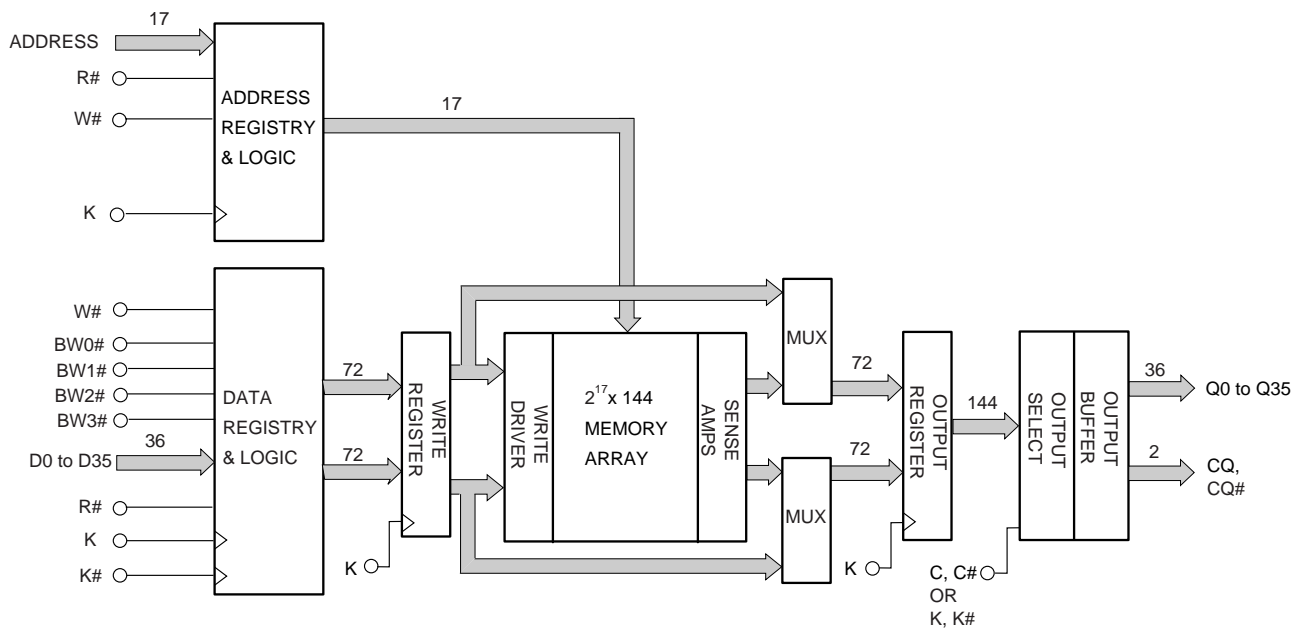 17
ADDRESS
R#
W#
K
ADDRESS
REGISTRY
& LOGIC
17
W#
BW0#
BW1#
BW2#
BW3#
36
D0 to D35
R#
K
K#
DATA
REGISTRY
& LOGIC
72
72
WRITE
REGISTER
K
WRITE
DRIVER
2^17 x 144
MEMORY
ARRAY
SENSE
AMPS
MUX
MUX
72
72
OUTPUT
REGISTER
K
144
OUTPUT
SELECT
OUTPUT
BUFFER
C, C#
OR
K, K#
36
Q0 to Q35
2
CQ,
CQ#